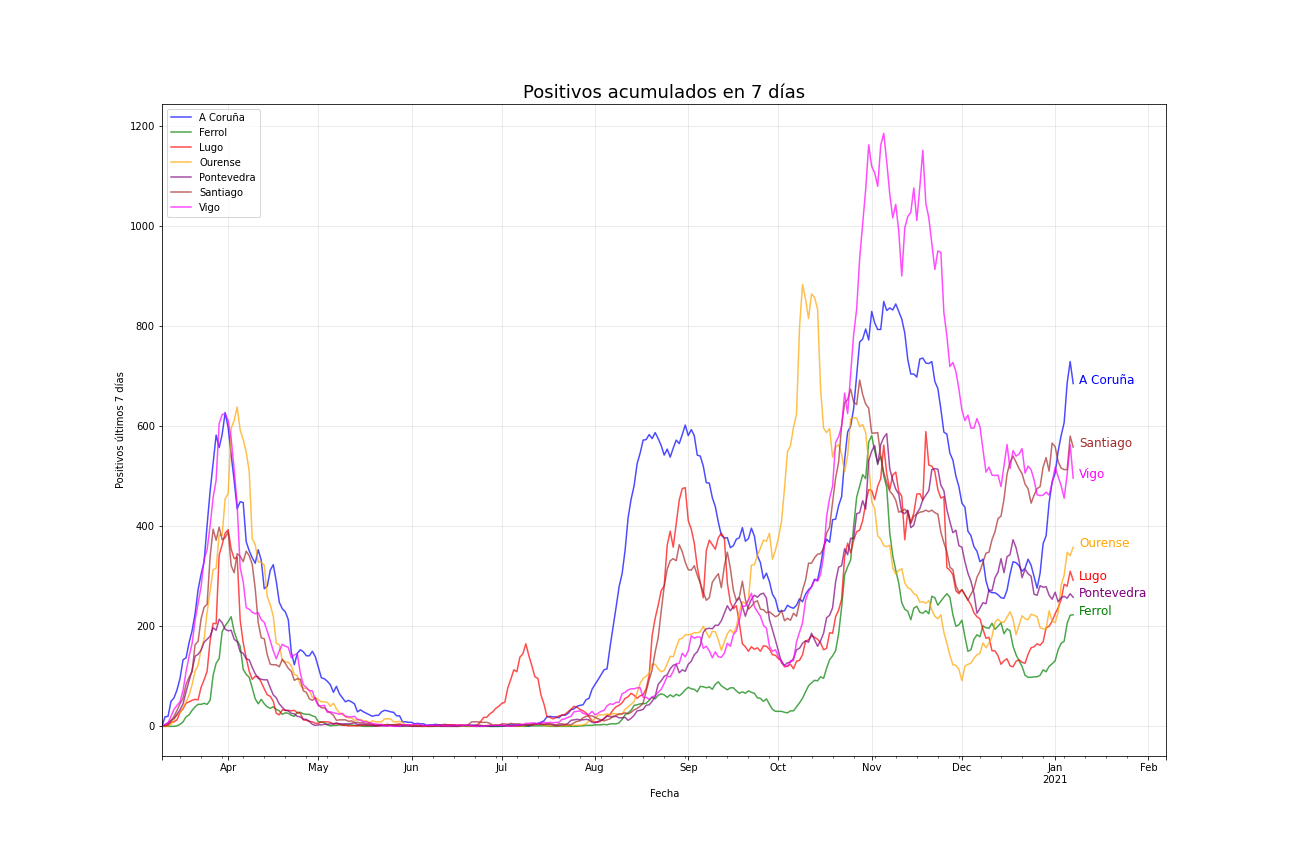 Positivos acumulados en 7 días
A Coruña
Ferrol
Lugo
Ourense
Pontevedra
Santiago
Vigo
1200
1000
800
600
400
200
0
Positivos últimos 7 días
A Coruña
Santiago
Vigo
Ourense
Lugo
Pontevedra
Ferrol
Apr May Jun Jul Aug Sep Oct Nov Dec Jan Feb
2021
Fecha